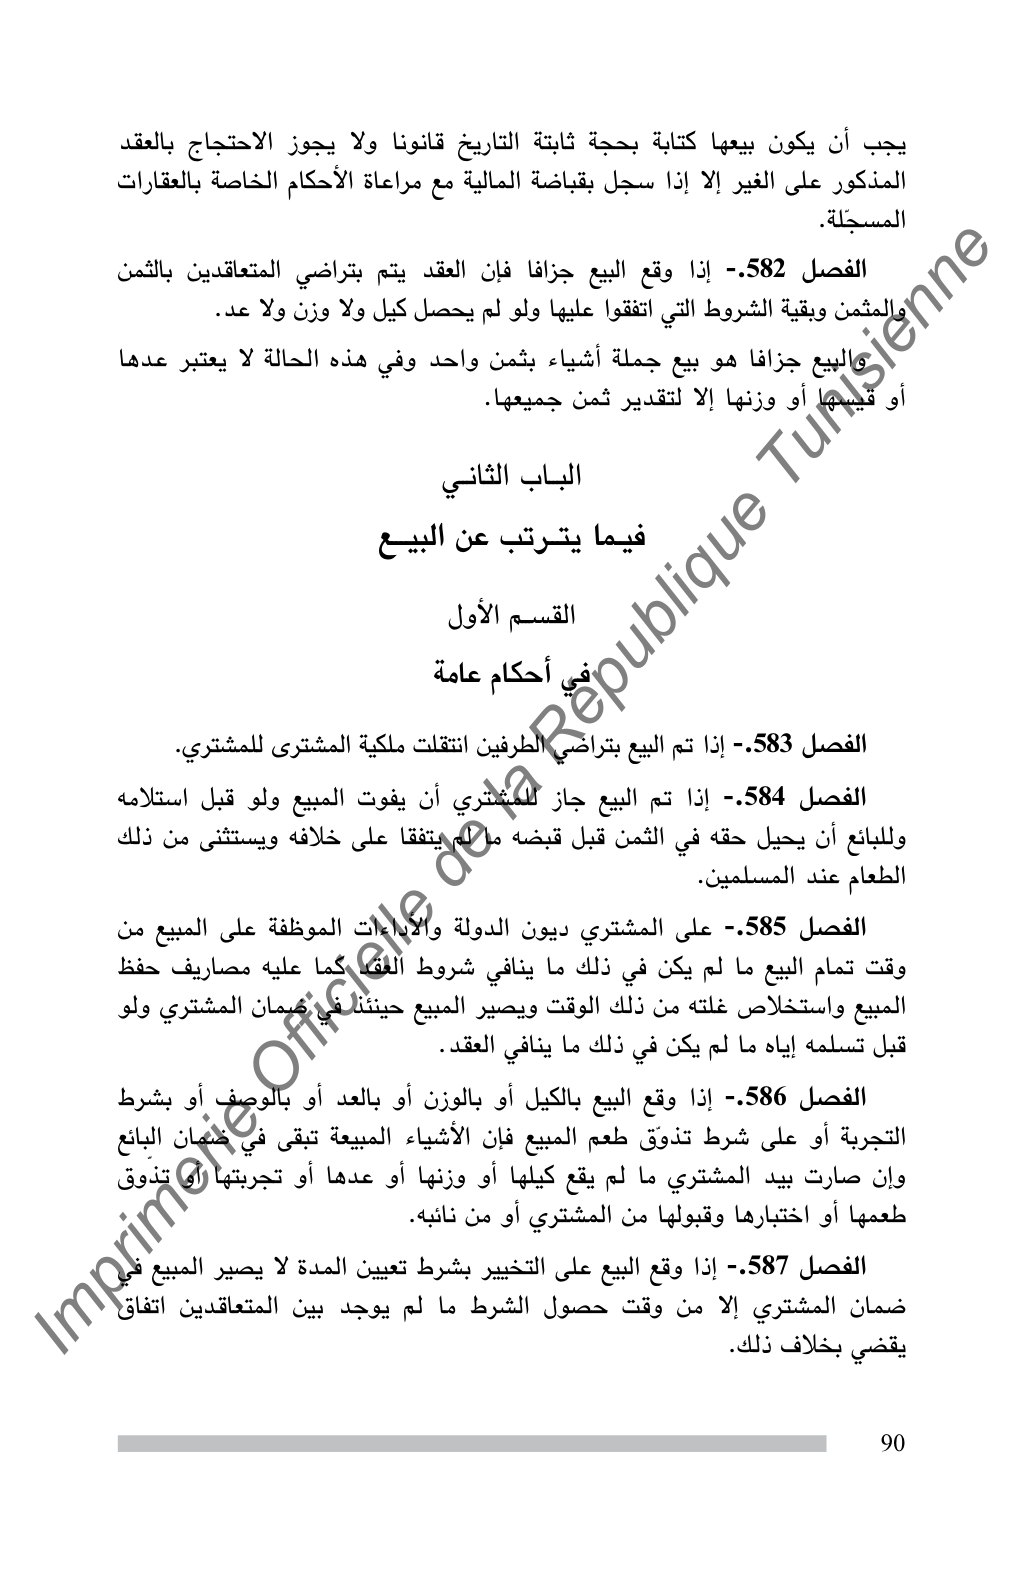 يجب أن يكون بيعها كتابة بحجة ثابتة التاريخ قانونا ولا يجوز الاحتجاج بالعقد
المذكور على الغير إلا إذا سجل بقباضة المالية مع مراعاة الأحكام الخاصة بالعقارات
المسجّلة.
الفصل 582.- إذا وقع البيع جزافا فإن العقد يتم بتراضي المتعاقدين بالثمن
والمثمن وبقية الشروط التي اتفقوا عليها ولو لم يحصل كيل ولا وزن ولا عد.
والبيع جزافا هو بيع جملة أشياء بثمن واحد وفي هذه الحالة لا يعتبر عدها
أو قيسها أو وزنها إلا لتقدير ثمن جميعها.
البـاب الثانـي
فيـما يتـرتب عن البيـع
القسـم الأول
في أحكام عامة
الفصل 583.- إذا تم البيع بتراضي الطرفين انتقلت ملكية المشترى للمشتري.
الفصل 584.- إذا تم البيع جاز للمشتري أن يفوت المبيع ولو قبل استلامه
وللبائع أن يحيل حقه في الثمن قبل قبضه ما لم يتفقا على خلافه ويستثنى من ذلك
الطعام عند المسلمين.
الفصل 585.- على المشتري ديون الدولة والأداءات الموظفة على المبيع من
وقت تمام البيع ما لم يكن في ذلك ما ينافي شروط العقد كما عليه مصاريف حفظ
المبيع واستخلاص غلته من ذلك الوقت ويصير المبيع حينئذ في ضمان المشتري ولو
قبل تسلمه إياه ما لم يكن في ذلك ما ينافي العقد.
الفصل 586.- إذا وقع البيع بالكيل أو بالوزن أو بالعد أو بالوصف أو بشرط
التجربة أو على شرط تذوّق طعم المبيع فإن الأشياء المبيعة تبقى في ضمان البائع
وإن صارت بيد المشتري ما لم يقع كيلها أو وزنها أو عدها أو تجربتها أو تذّوق
طعمها أو اختبارها وقبولها من المشتري أو من نائبه.
الفصل 587.- إذا وقع البيع على التخيير بشرط تعيين المدة لا يصير المبيع في
ضمان المشتري إلا من وقت حصول الشرط ما لم يوجد بين المتعاقدين اتفاق
يقضي بخلاف ذلك.
90
Imprimerie Officielle de la République Tunisienne